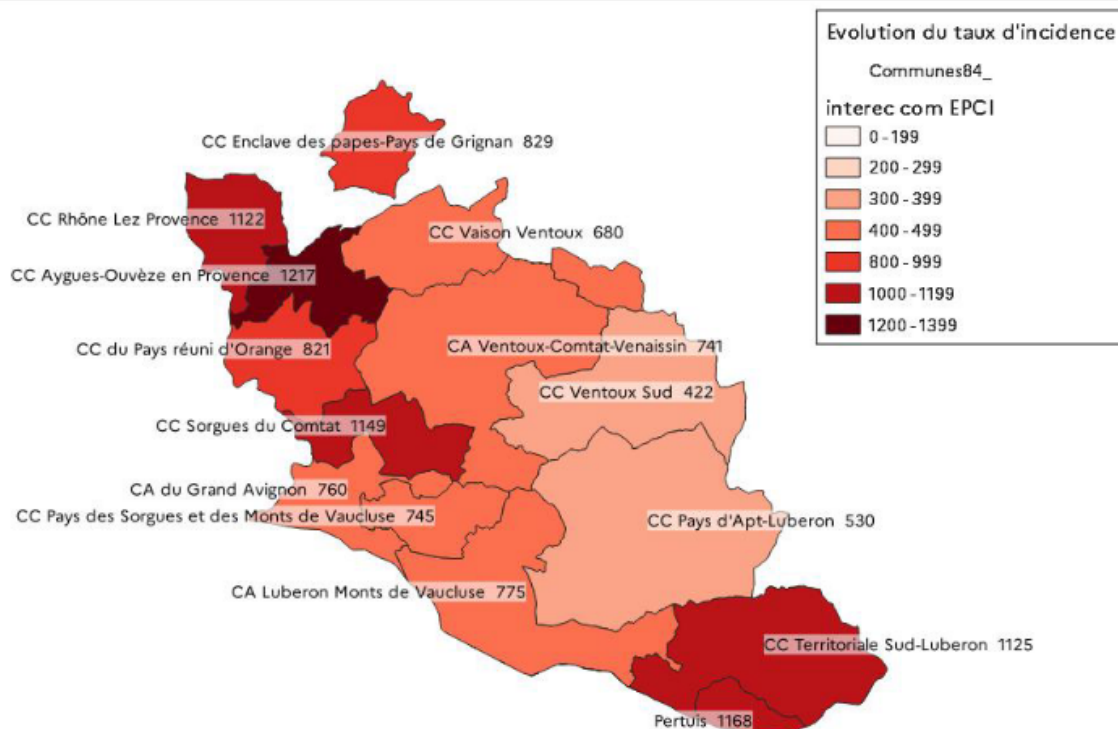 Evolution du taux d'incidence
Communes84_
interec com EPCI
0-199
200-299
300-399
400-499
800-999
1000-1199
1200-1399
CC Enclave des papes-Pays de Grignan 829
CC Rhône Lez Provence 1122
CC Vaison Ventoux 680
CC Aygues-Ouvèze en Provence 1217
CC du Pays réuni d'Orange 821
CA Ventoux-Comtat-Venaissin 741
CC Ventoux Sud 422
CC Sorgues du Comtat 1149
CA du Grand Avignon 760
CC Pays des Sorgues et des Monts de Vaucluse 745
CC Pays d'Apt-Luberon 530
CA Luberon Monts de Vaucluse 775
CC Territoriale Sud-Luberon 1125
Pertuis 1168